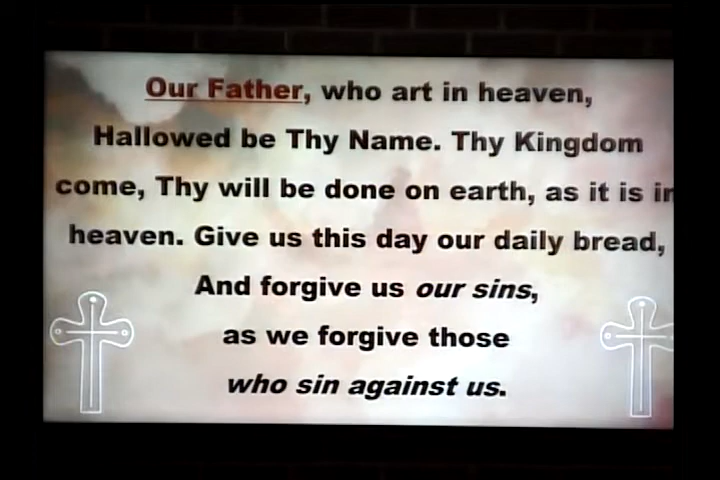 Our Father, who art in heaven,
Hallowed be Thy Name. Thy Kingdom
come, Thy will be done on earth, as it is in
heaven. Give us this day our daily bread,
And forgive us our sins,
as we forgive those
who sin against us.